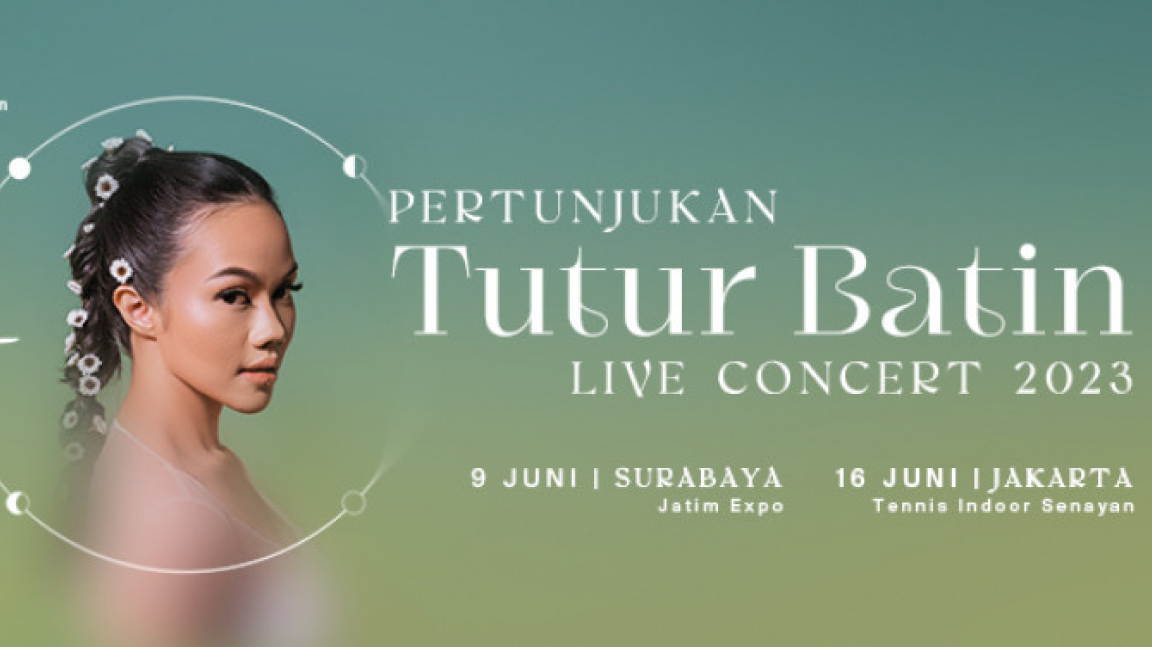 PERTUNJUKAN
Tutur Batin
LIVE CONCERT 2023
9 JUNI | SURABAYA
Jatim Expo
16 JUNI | JAKARTA
Tennis Indoor Senayan